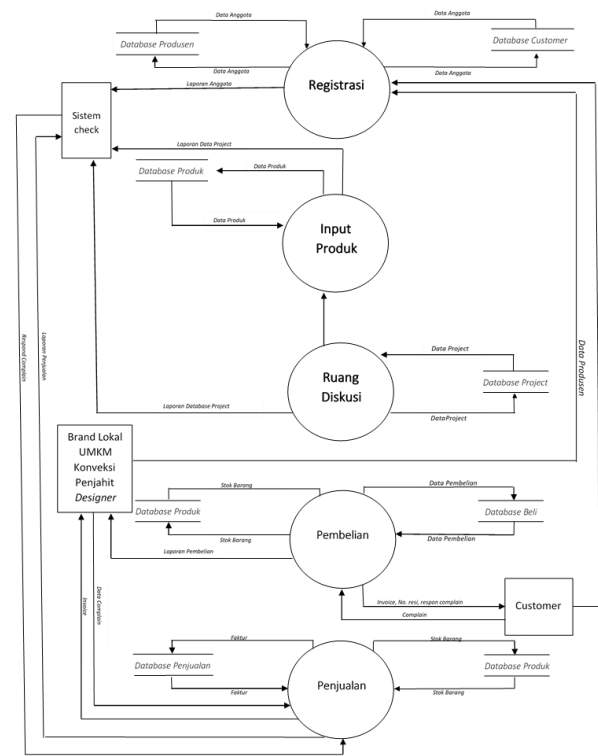 Data Anggota
Data Anggota
Database Produsen
Database Customer
Data Anggota
Data Anggota
Registrasi
Laporan Anggota
Sistem
check
Laporan Data Project
Database Produk
Data Produk
Data Produk
Input
Produk
Respond Complain
Laporan Penjualan
Data Produsen
Data Project
Ruang
Diskusi
Database Project
Laporan Database Project
DataProject
Brand Lokal
UMKM
Konveksi
Penjahit
Designer
Stok Barang
Data Pembelian
Database Produk
Pembelian
Database Beli
Stok Barang
Data Pembelian
Laporan Pembelian
Invoice
Data Complain
Invoice, No. resi, respon complain
Customer
Complain
Faktur
Stok Barang
Database Penjualan
Penjualan
Database Produk
Faktur
Stok Barang